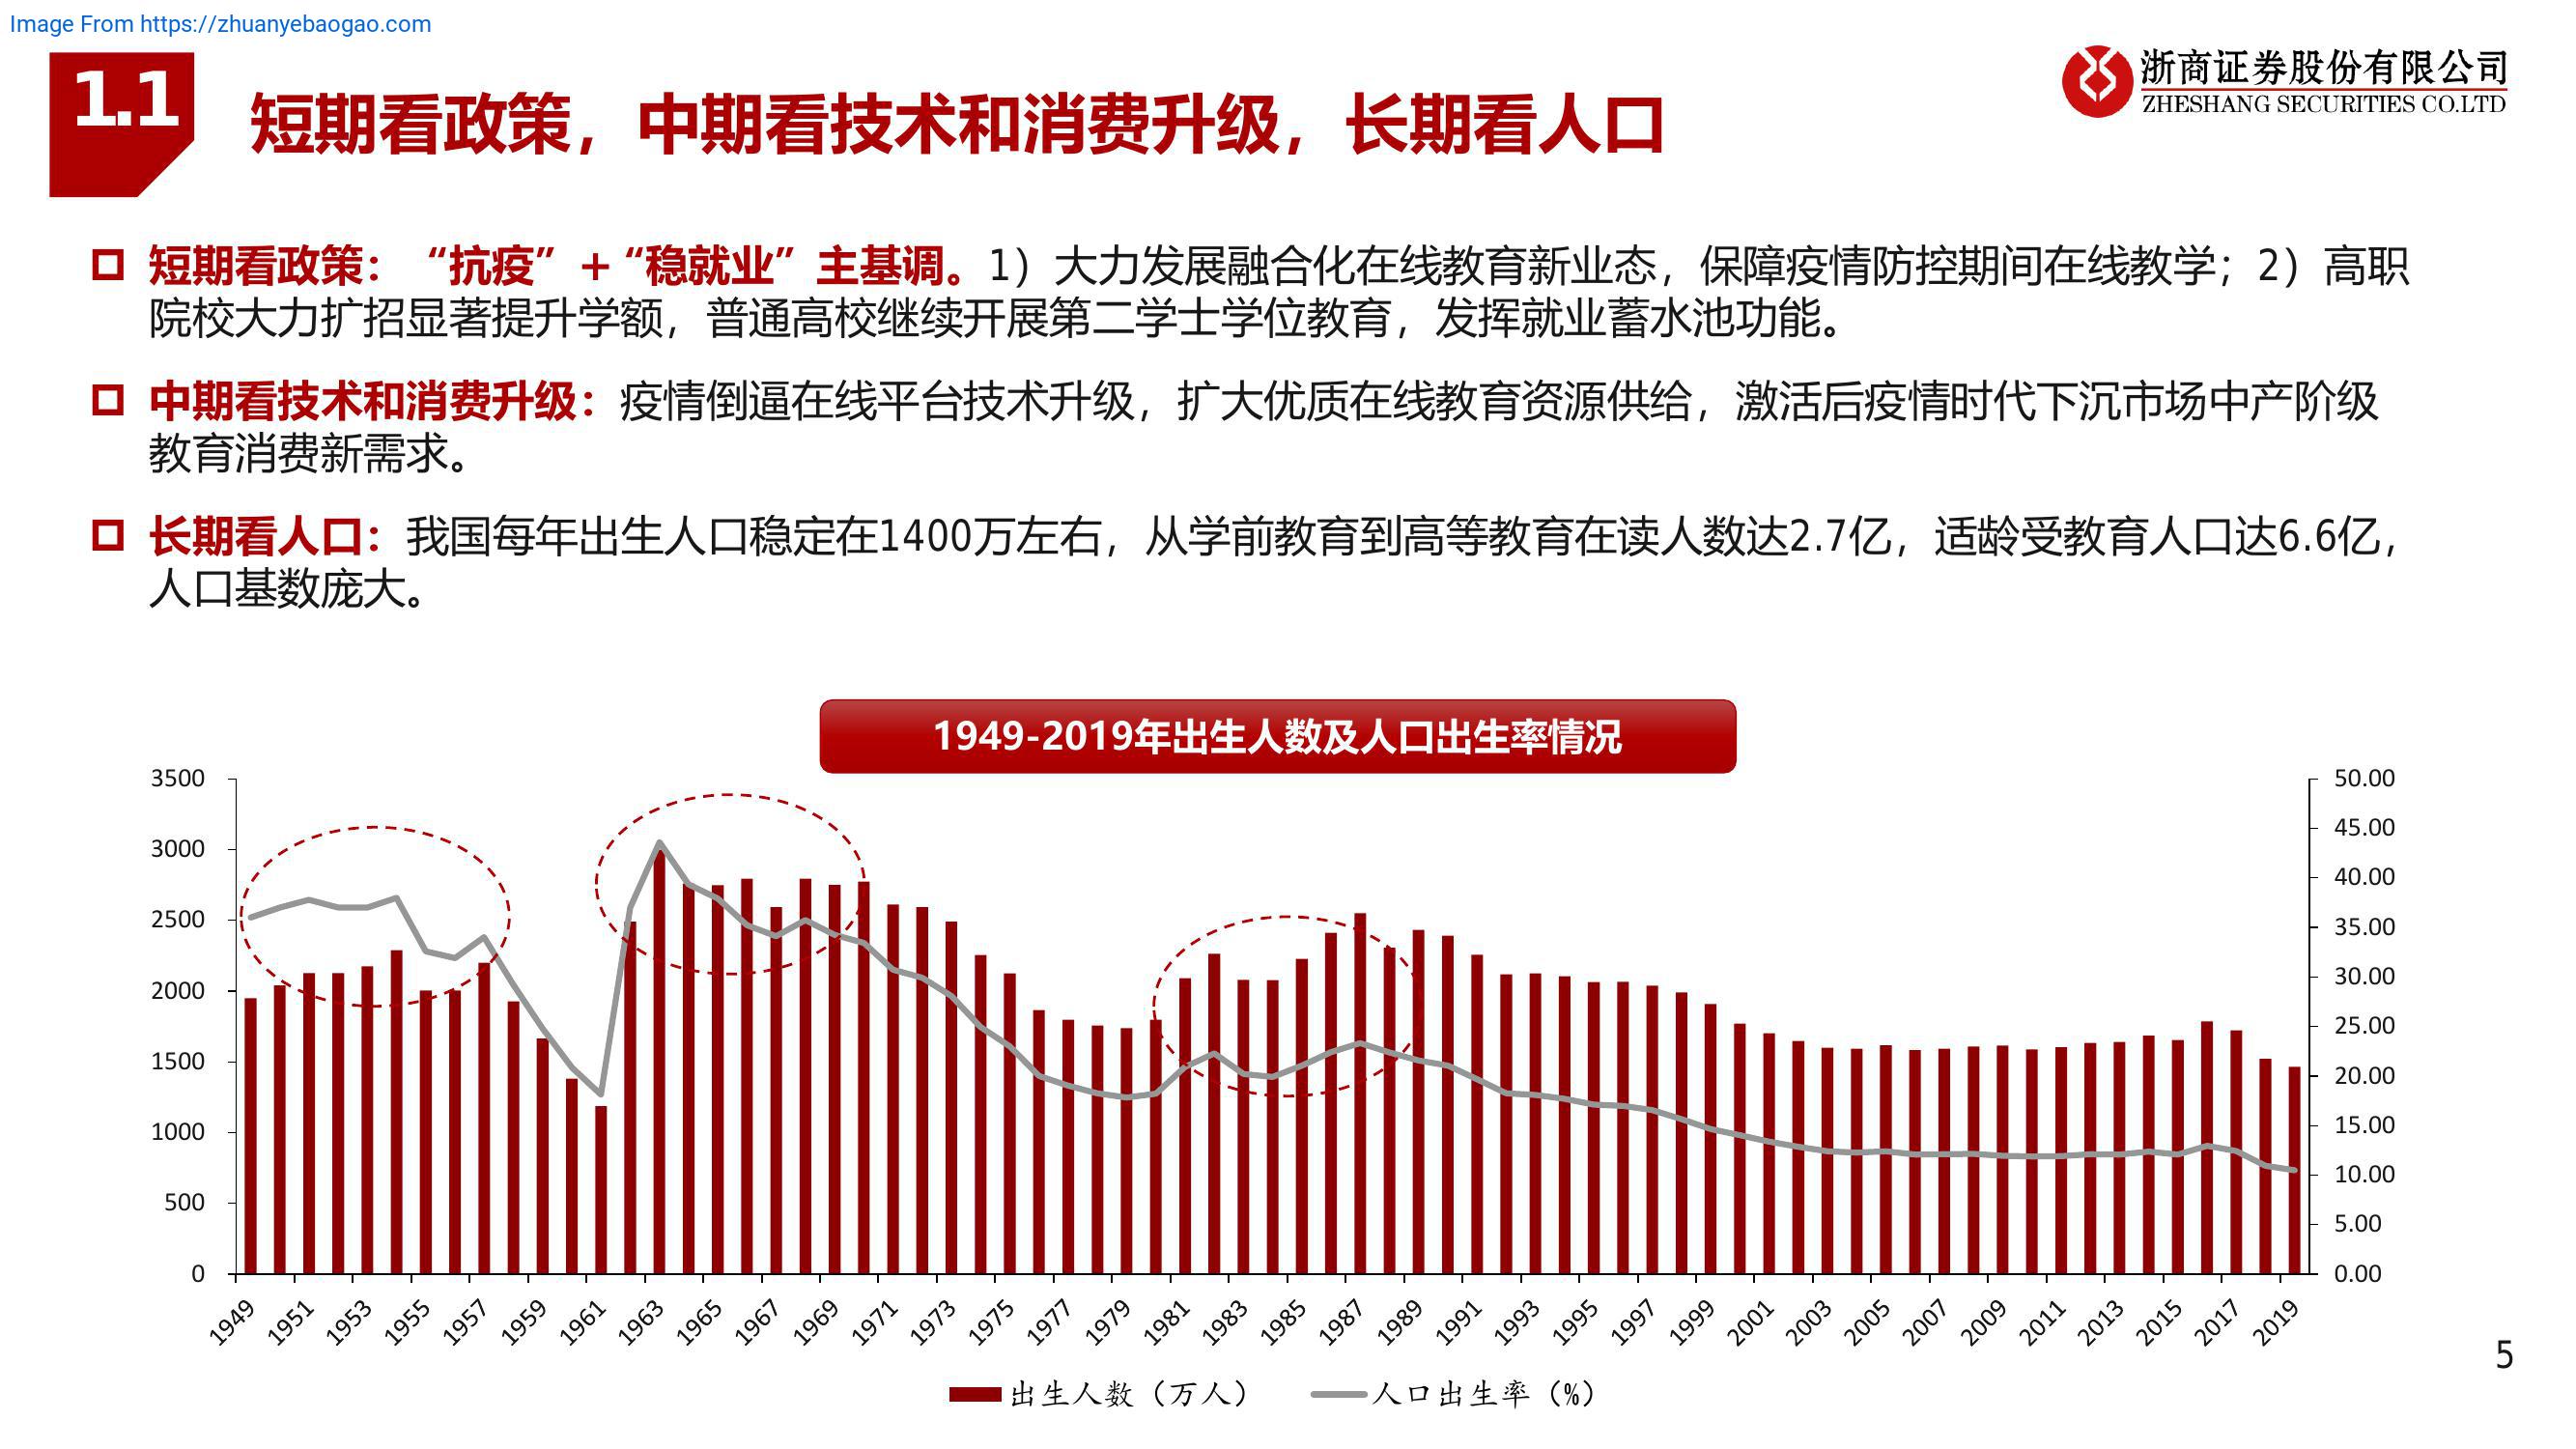 Image From https://zhuanyebaogao.com
1.1
短期看政策，中期看技术和消费升级，长期看人口
浙商证券股份有限公司
ZHESHANG SECURITIES CO.LTD
短期看政策：“抗疫”+“稳就业”主基调。1）大力发展融合化在线教育新业态，保障疫情防控期间在线教学；2）高职
院校大力扩招显著提升学额，普通高校继续开展第二学士学位教育，发挥就业蓄水池功能。
中期看技术和消费升级：疫情倒逼在线平台技术升级，扩大优质在线教育资源供给，激活后疫情时代下沉市场中产阶级
教育消费新需求。
长期看人口：我国每年出生人口稳定在1400万左右，从学前教育到高等教育在读人数达2.7亿，适龄受教育人口达6.6亿，
人口基数庞大。
1949-2019年出生人数及人口出生率情况
3500 50.00
45.00
3000
40.00
2500 35.00
2000 30.00
25.00
1500
20.00
1000 15.00
10.00
500
5.00
0 0.00
1949 1951 1953 1955 1957 1959 1961 1963 1965 1967 1969 1971 1973 1975 1977 1979 1981 1983 1985 1987 1989 1991 1993 1995 1997 1999 2001 2003 2005 2007 2009 2011 2013 2015 2017 2019
5
出生人数（万人） 人口出生率（%）